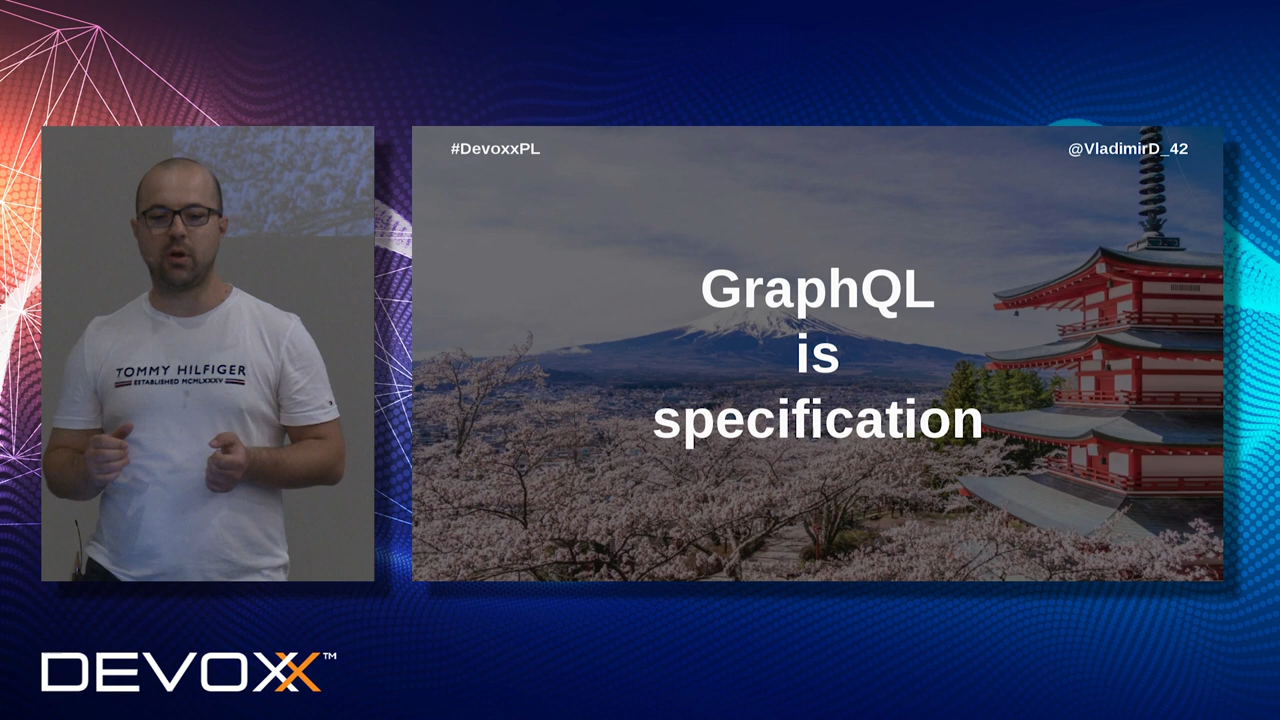 #DevoxxPL
@VladimirD_42
GraphQL
is
specification
TOMMY HILFIGER
ESTABLISHED MCMLXXXV
DEVOXX™